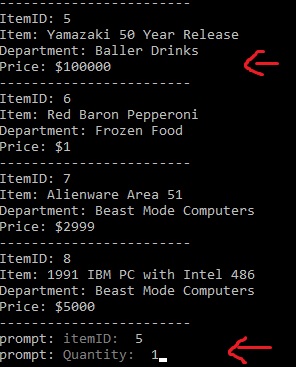 ------------------------
ItemID: 5
Item: Yamazaki 50 Year Release
Department: Baller Drinks
Price: $100000
------------------------
ItemID: 6
Item: Red Baron Pepperoni
Department: Frozen Food
Price: $1
------------------------
ItemID: 7
Item: Alienware Area 51
Department: Beast Mode Computers
Price: $2999
------------------------
ItemID: 8
Item: 1991 IBM PC with Intel 486
Department: Beast Mode Computers
Price: $5000
------------------------
prompt: itemID:  5
prompt: Quantity:  1